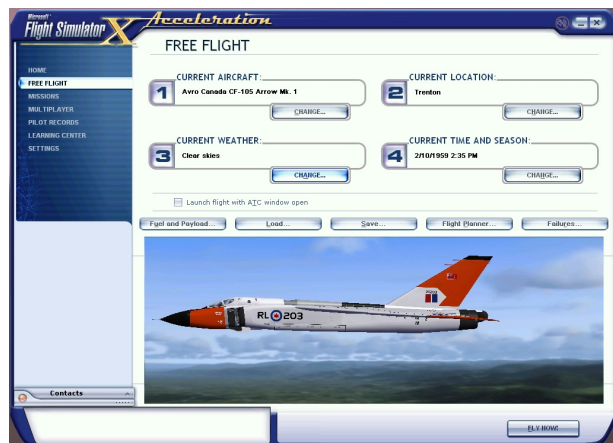 Microsoft
Flight Simulator X
Acceleration
FREE FLIGHT
HOME
FREE FLIGHT
MISSIONS
MULTIPLAYER
PILOT RECORDS
LEARNING CENTER
SETTINGS
1
CURRENT AIRCRAFT:
Avro Canada CF-105 Arrow Mk. 1
CHANGE...
2
CURRENT LOCATION:
Trenton
CHANGE...
3
CURRENT WEATHER:
Clear skies
CHANGE...
4
CURRENT TIME AND SEASON:
2/10/1959 2:35 PM
CHANGE...
Launch flight with ATC window open
Fuel and Payload...
Load...
Save...
Flight Planner...
Failures...
RL 203
Contacts
FLY NOW!